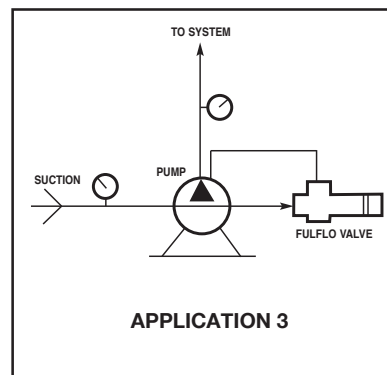 TO SYSTEM
PUMP
SUCTION
FULFLO VALVE
APPLICATION 3